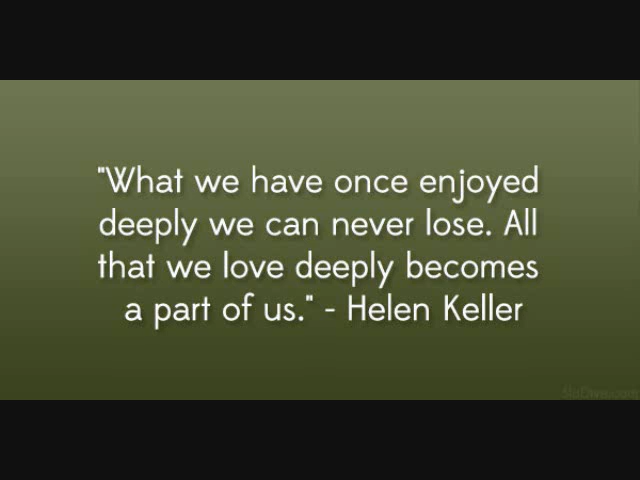 "What we have once enjoyed
deeply we can never lose. All
that we love deeply becomes
a part of us." - Helen Keller